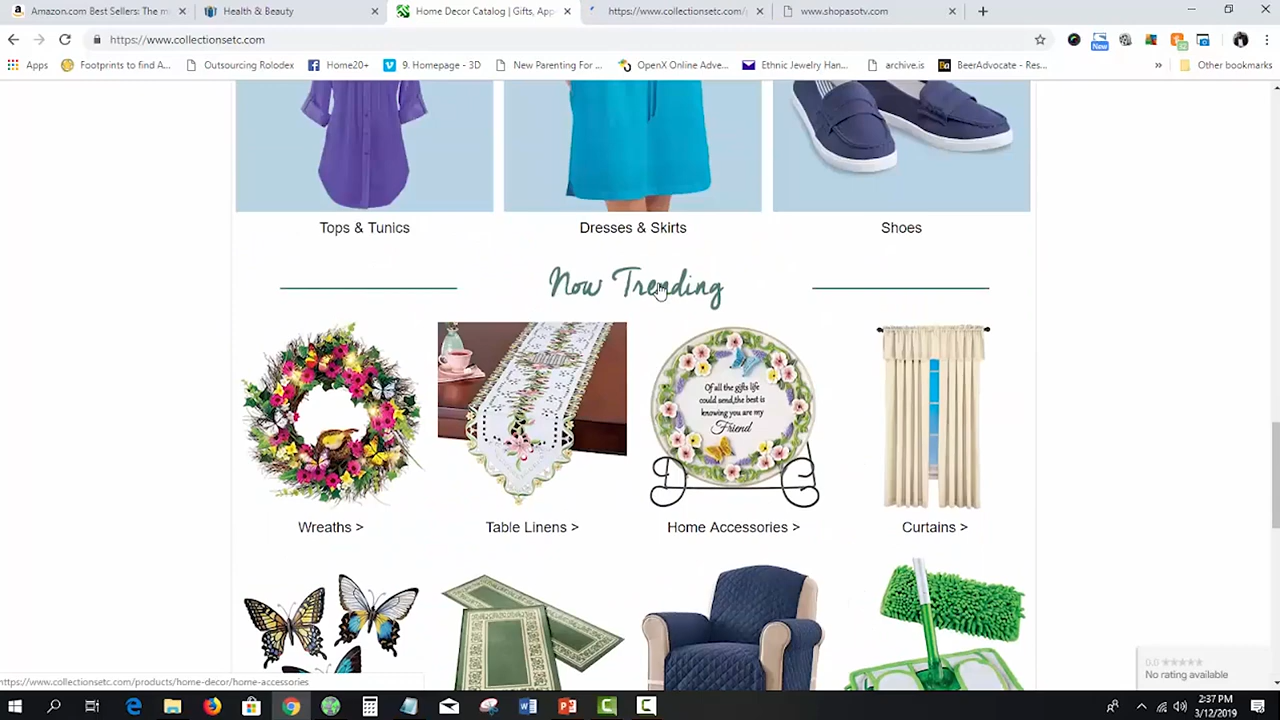 Amazon.com Best Sellers: The m
Health & Beauty
Home Decor Catalog | Gifts, App
https://www.collectionsetc.com/
www.shopasotv.com
https://www.collectionsetc.com
New
Apps
Footprints to find A...
Outsourcing Rolodex
Home20+
9. Homepage - 3D
New Parenting For ...
OpenX Online Adve...
Ethnic Jewelry Han...
archive.is
BeerAdvocate - Res...
Other bookmarks
Tops & Tunics
Dresses & Skirts
Shoes
Now Trending
Of all the gifts life
could send,the best is
knowing you are my
Friend
Wreaths >
Table Linens >
Home Accessories >
Curtains >
https://www.collectionsetc.com/products/home-decor/home-accessories
0.0
No rating available
2:37 PM
3/12/2019